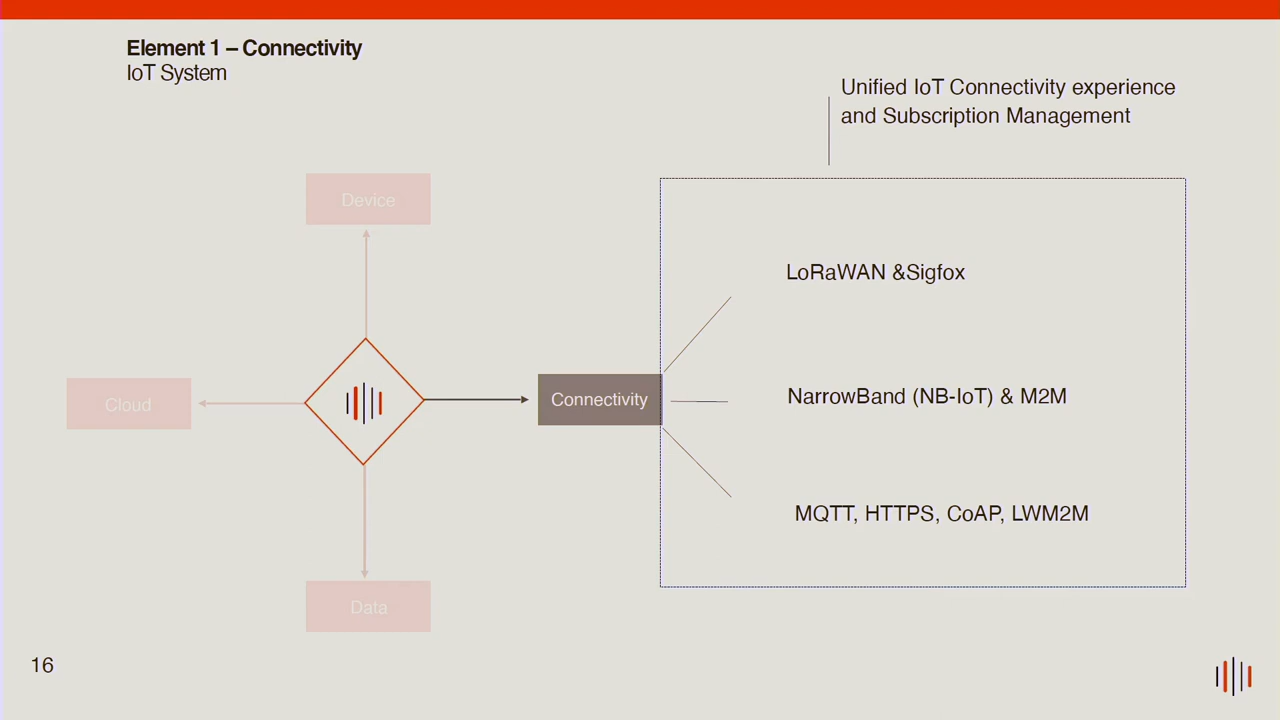 Element 1 – Connectivity
IoT System
Unified IoT Connectivity experience
and Subscription Management
Device
LoRaWAN &Sigfox
Cloud
Connectivity
NarrowBand (NB-IoT) & M2M
MQTT, HTTPS, CoAP, LWM2M
Data
16